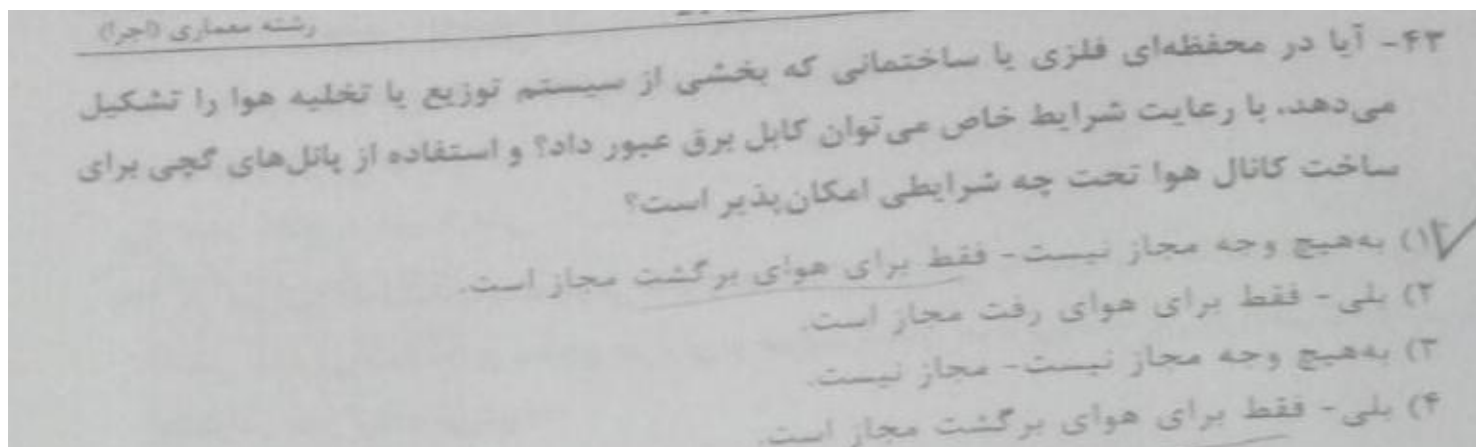 رشته معماری (اجرا)
۴۳- آیا در محفظه‌ای فلزی یا ساختمانی که بخشی از سیستم توزیع یا تخلیه هوا را تشکیل
می‌دهد، با رعایت شرایط خاص می‌توان کابل برق عبور داد؟ و استفاده از پانل‌های گچی برای
ساخت کانال هوا تحت چه شرایطی امکان‌پذیر است؟
۱) به‌هیچ وجه مجاز نیست- فقط برای هوای برگشت مجاز است.
۲) بلی- فقط برای هوای رفت مجاز است.
۳) به‌هیچ وجه مجاز نیست- مجاز نیست.
۴) بلی- فقط برای هوای برگشت مجاز است.